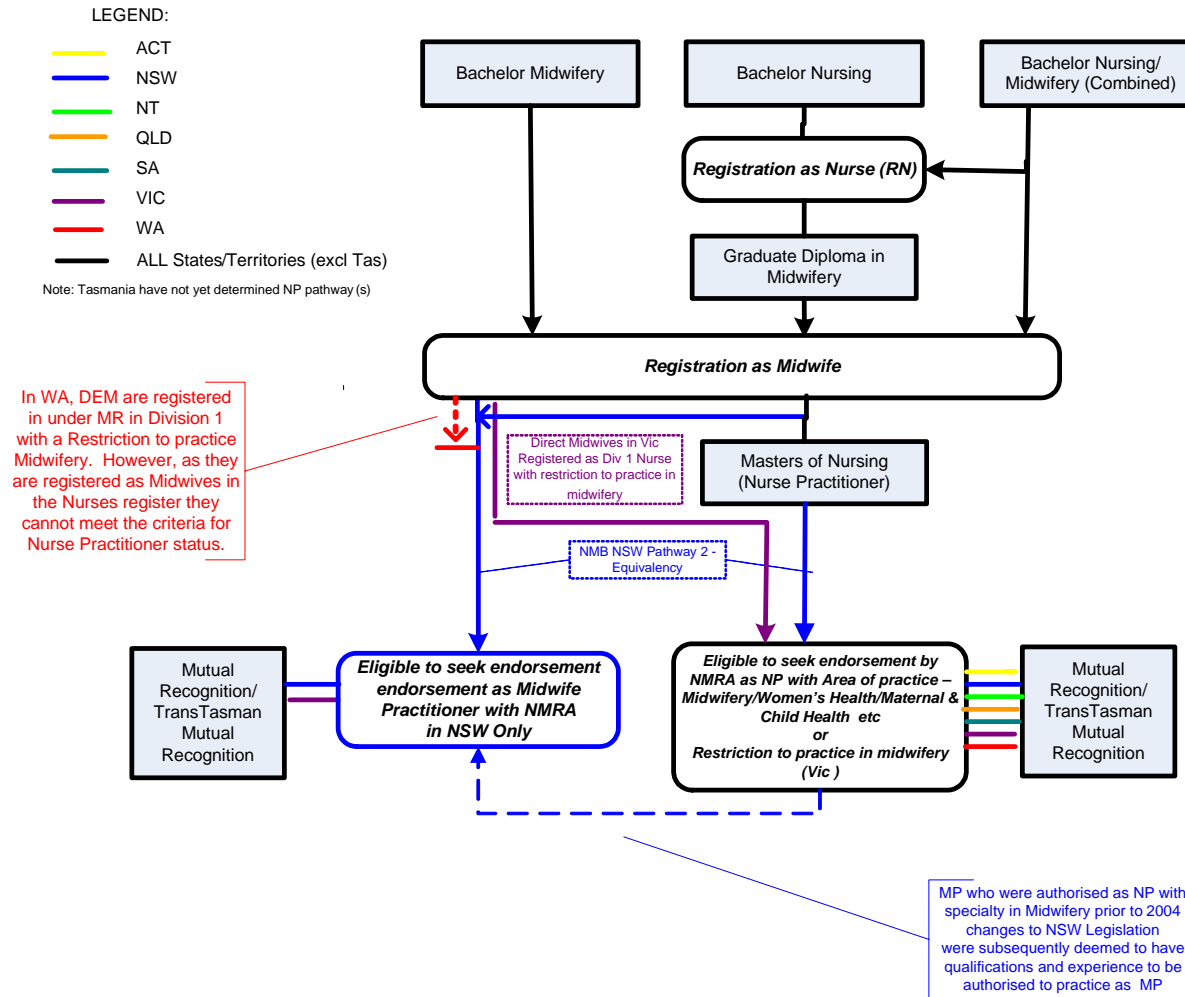 LEGEND:
ACT
NSW
NT
QLD
SA
VIC
WA
ALL States/Territories (excl Tas)
Note: Tasmania have not yet determined NP pathway (s)
Bachelor Midwifery
Bachelor Nursing
Bachelor Nursing/
Midwifery (Combined)
Registration as Nurse (RN)
Graduate Diploma in
Midwifery
Registration as Midwife
In WA, DEM are registered
in under MR in Division 1
with a Restriction to practice
Midwifery. However, as they
are registered as Midwives in
the Nurses register they
cannot meet the criteria for
Nurse Practitioner status.
Direct Midwives in Vic
Registered as Div 1 Nurse
with restriction to practice in
midwifery
Masters of Nursing
(Nurse Practitioner)
NMB NSW Pathway 2 -
Equivalency
Mutual
Recognition/
TransTasman
Mutual
Recognition
Eligible to seek endorsement
endorsement as Midwife
Practitioner with NMRA
in NSW Only
Eligible to seek endorsement by
NMRA as NP with Area of practice –
Midwifery/Women's Health/Maternal &
Child Health etc
or
Restriction to practice in midwifery
(Vic )
Mutual
Recognition/
TransTasman
Mutual
Recognition
MP who were authorised as NP with
specialty in Midwifery prior to 2004
changes to NSW Legislation
were subsequently deemed to have
qualifications and experience to be
authorised to practice as MP